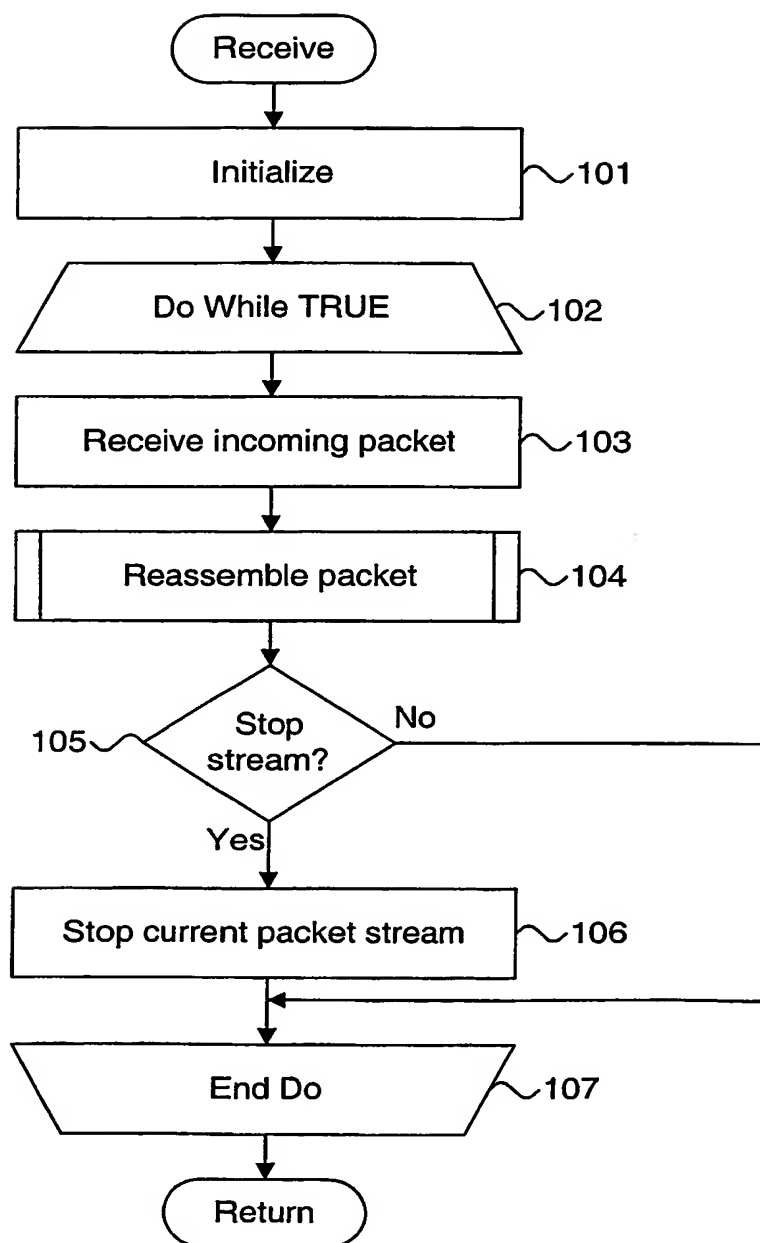 Receive
Initialize
101
Do While TRUE
102
Receive incoming packet
103
Reassemble packet
104
105
Stop
stream?
No
Yes
Stop current packet stream
106
End Do
107
Return